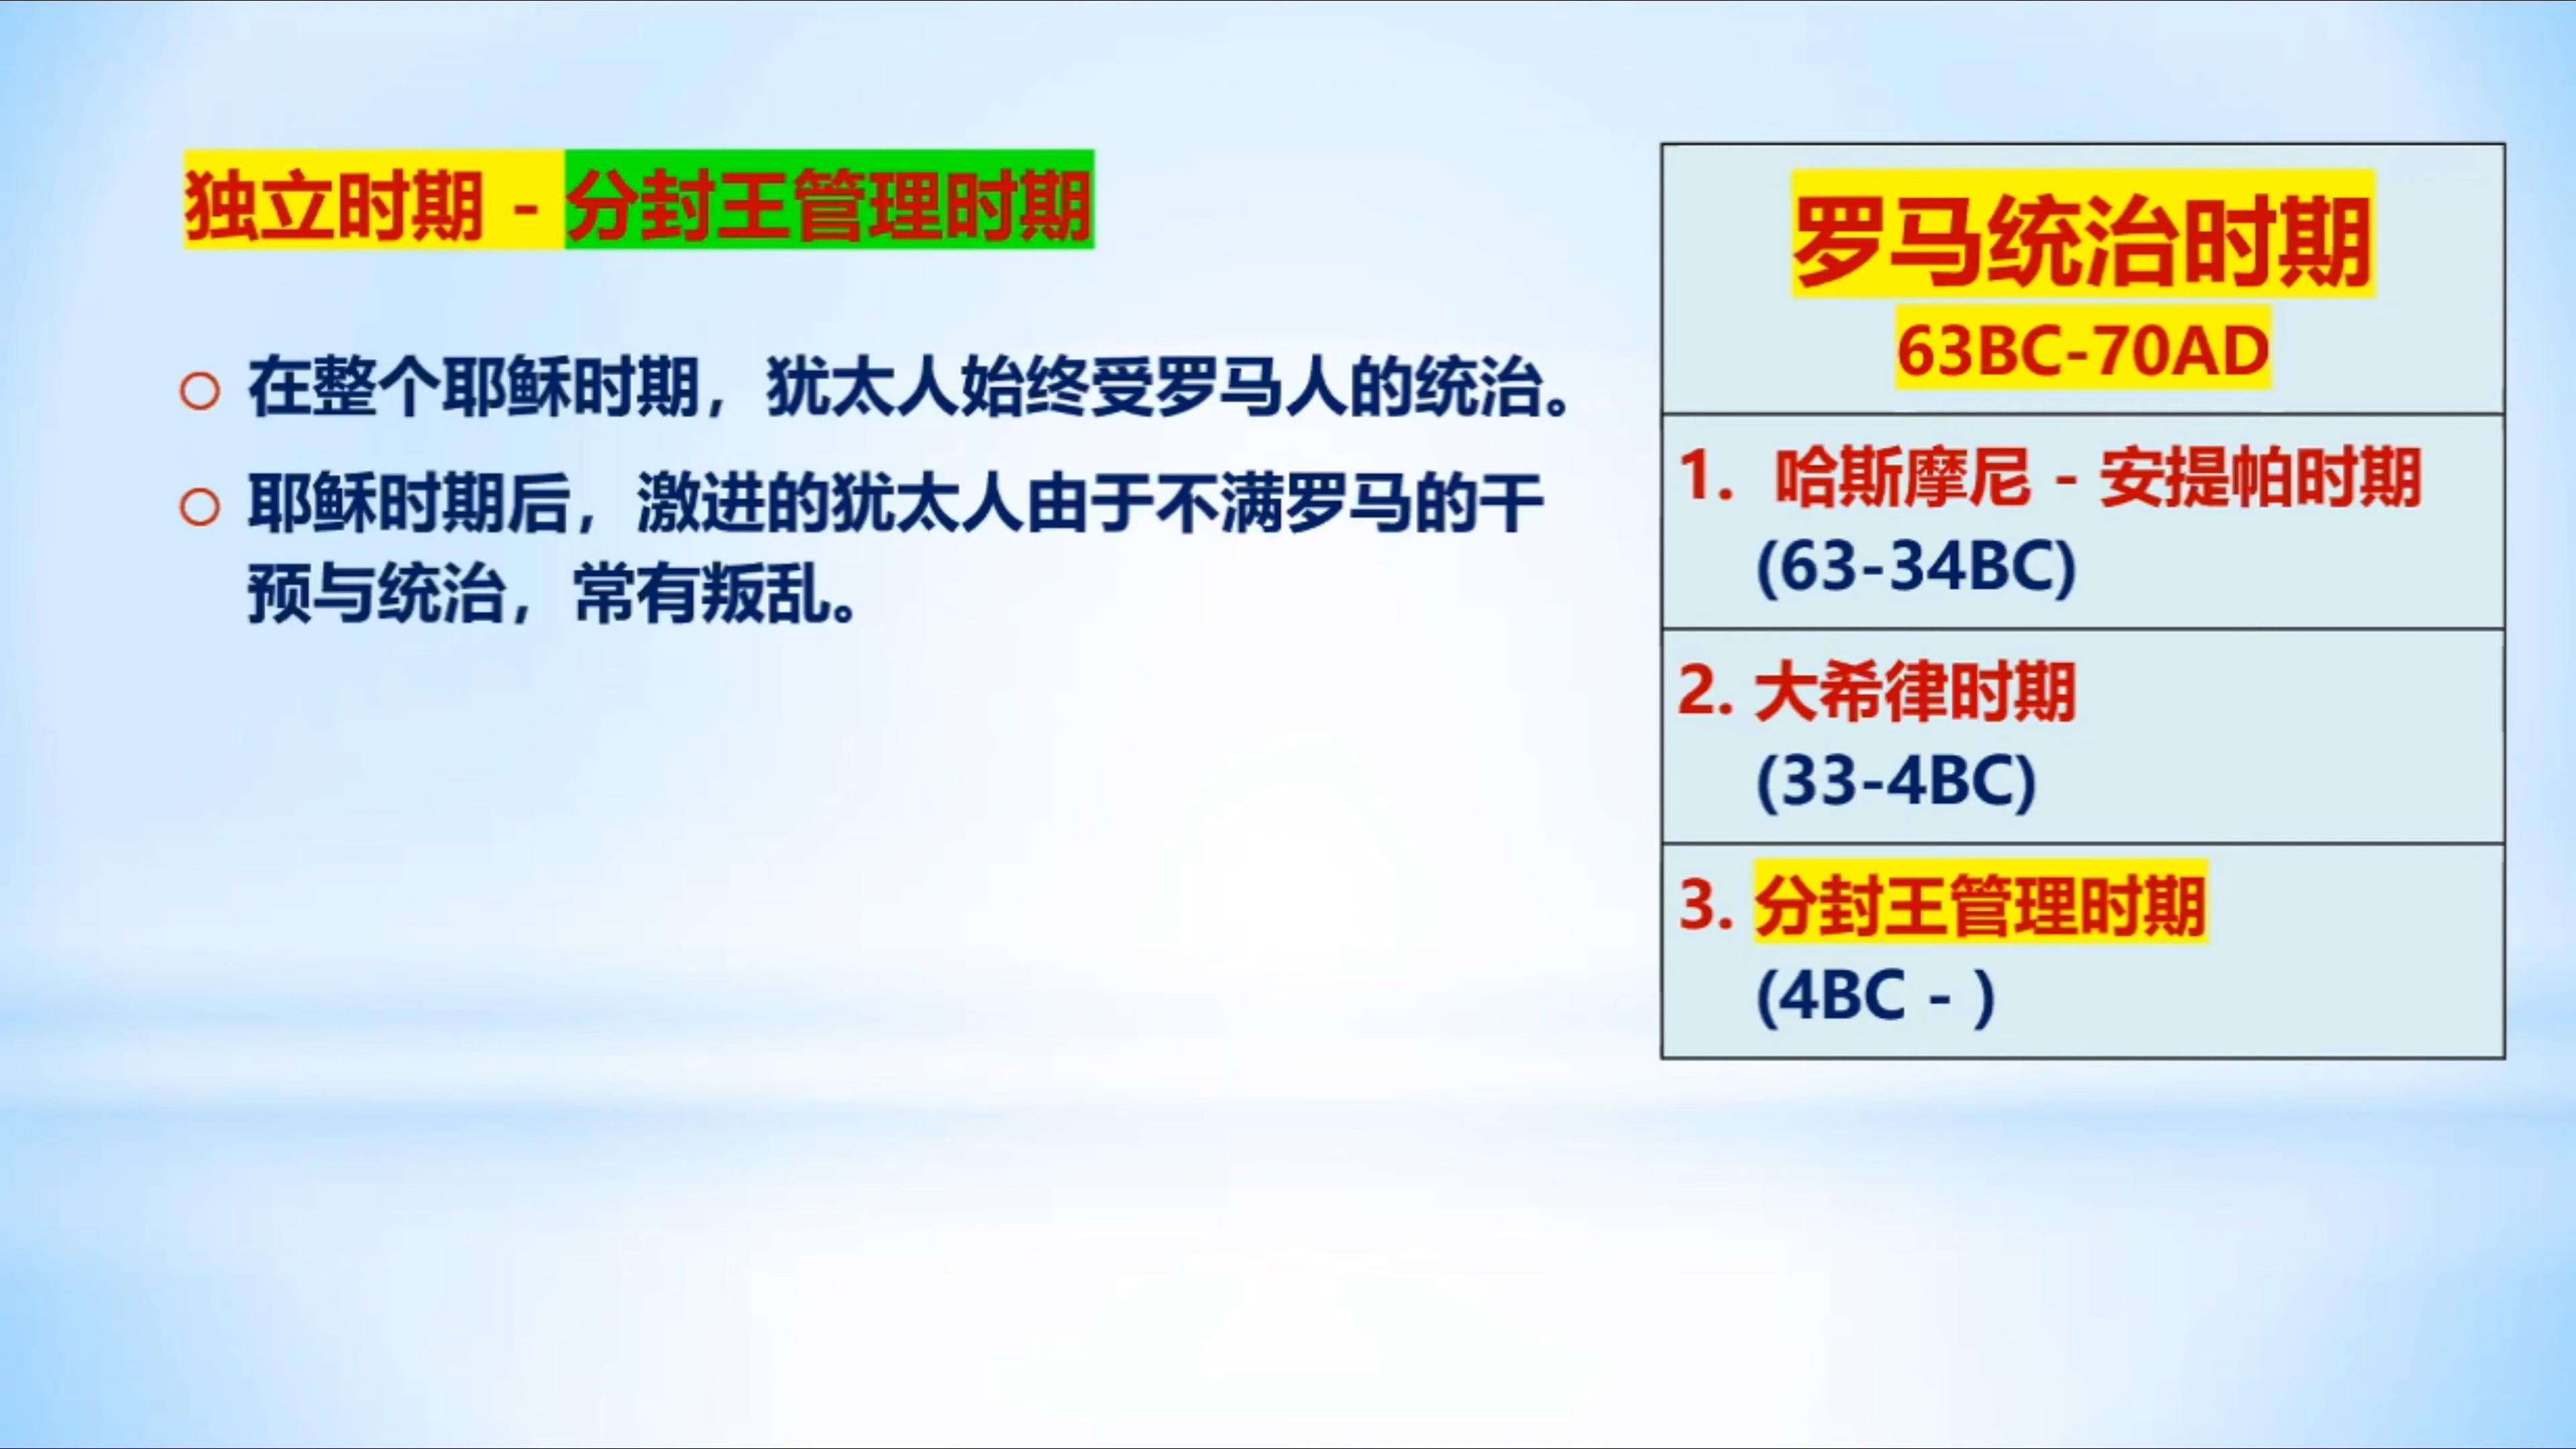 独立时期 - 分封王管理时期
○ 在整个耶稣时期，犹太人始终受罗马人的统治。
○ 耶稣时期后，激进的犹太人由于不满罗马的干
预与统治，常有叛乱。
罗马统治时期
63BC-70AD
1. 哈斯摩尼 - 安提帕时期
(63-34BC)
2. 大希律时期
(33-4BC)
3. 分封王管理时期
(4BC - )